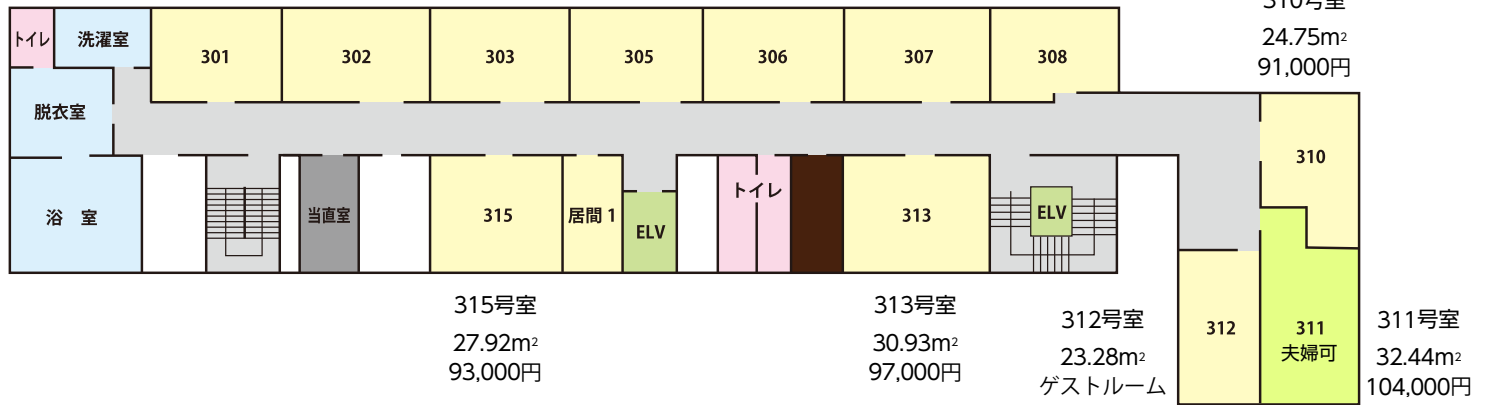 310号室
24.75m²
91,000円
トイレ
洗濯室
301
302
303
305
306
307
308
脱衣室
310
浴 室
当直室
315
居間 1
ELV
トイレ
313
ELV
315号室
27.92m²
93,000円
313号室
30.93m²
97,000円
312号室
23.28m²
ゲストルーム
312
311
夫婦可
311号室
32.44m²
104,000円